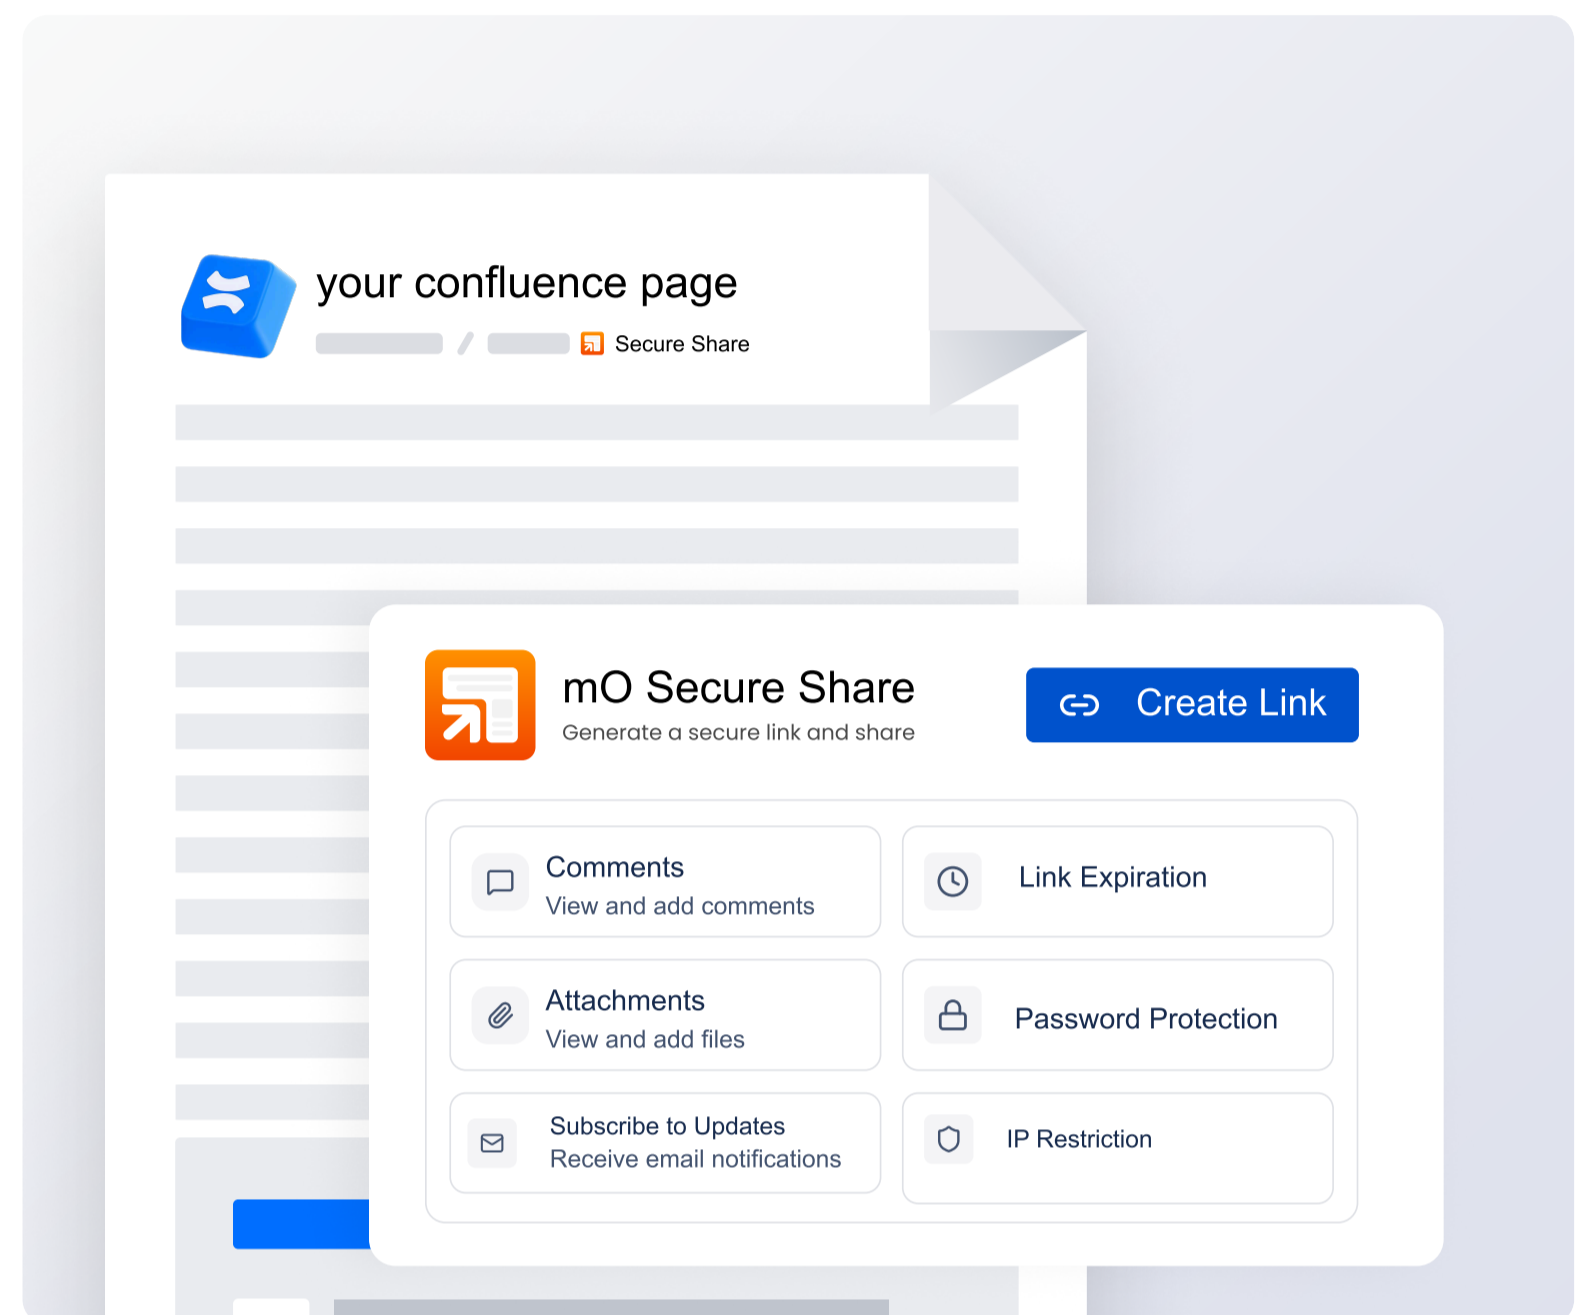 your confluence page
Secure Share
mO Secure Share
Generate a secure link and share
Create Link
Comments
View and add comments
Link Expiration
Attachments
View and add files
Password Protection
Subscribe to Updates
Receive email notifications
IP Restriction